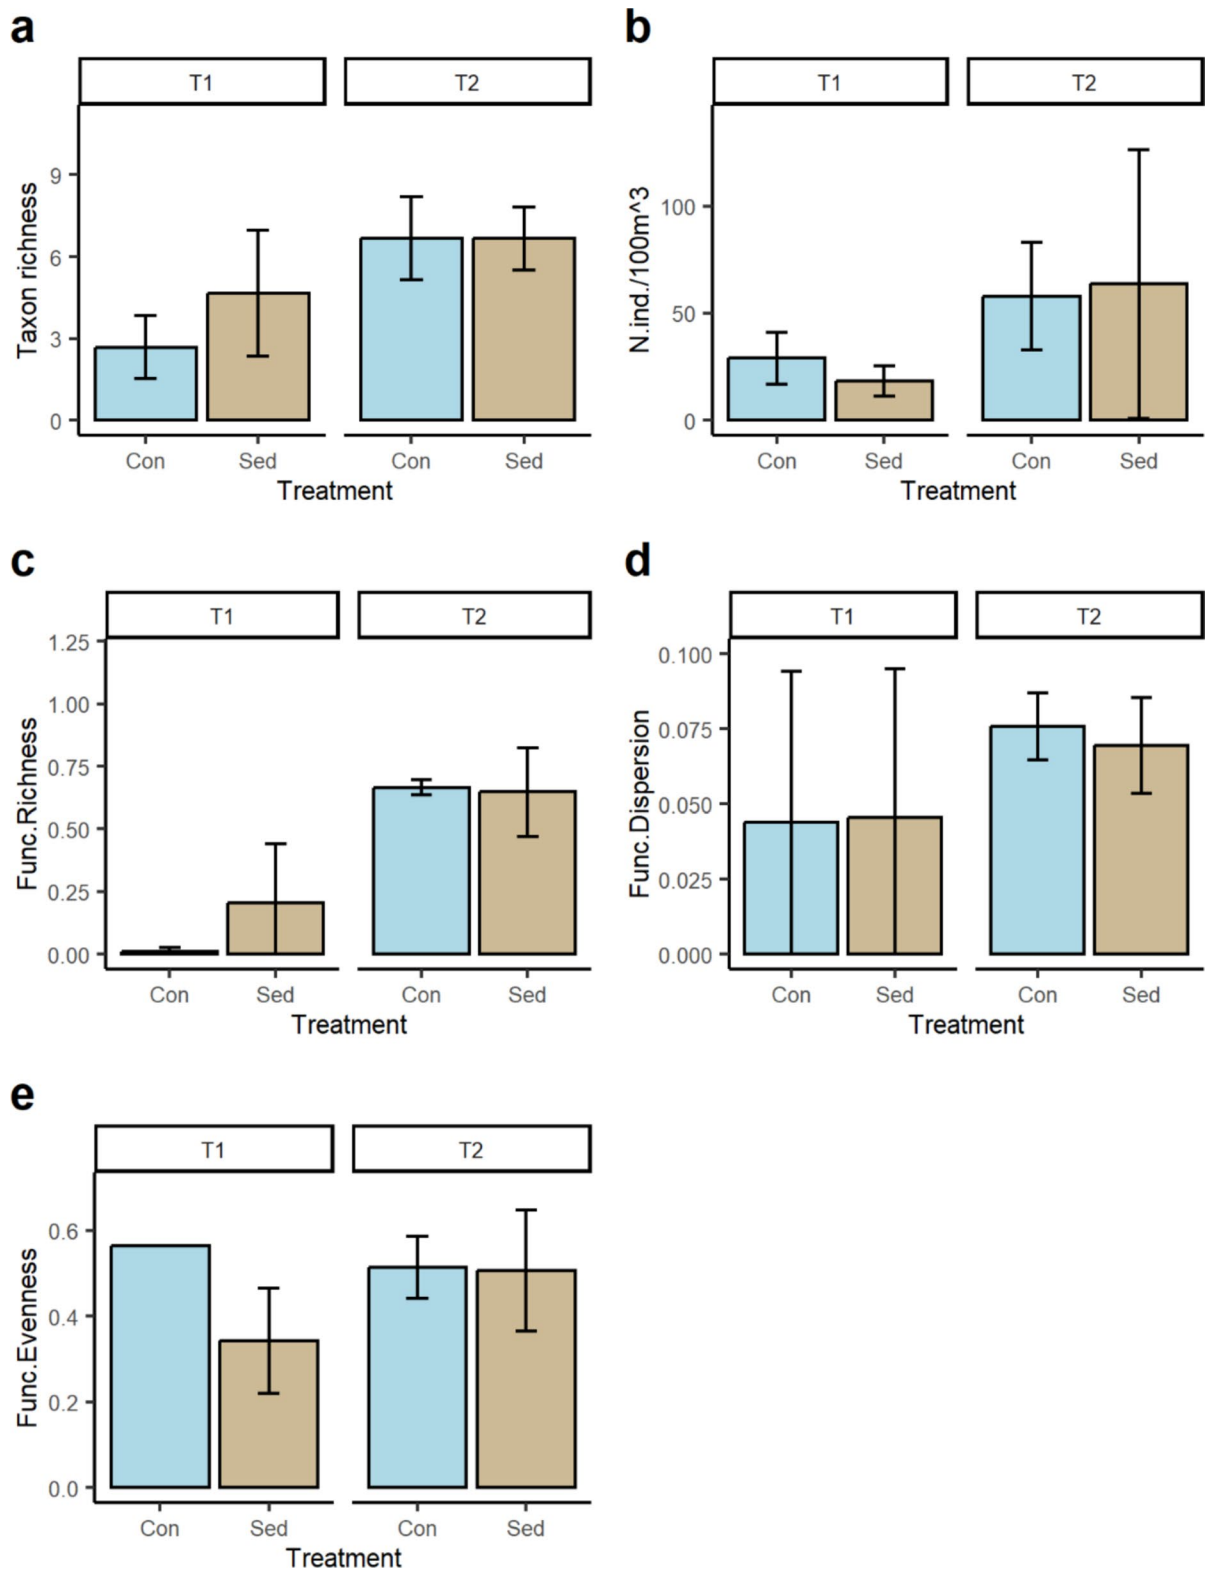 a
T1 T2
Taxon richness
9
6
3
0
Con Sed Con Sed
Treatment
b
T1 T2
N.ind./100m^3
100
50
0
Con Sed Con Sed
Treatment
c
T1 T2
Func.Richness
1.25
1.00
0.75
0.50
0.25
0.00
Con Sed Con Sed
Treatment
d
T1 T2
Func.Dispersion
0.100
0.075
0.050
0.025
0.000
Con Sed Con Sed
Treatment
e
T1 T2
Func.Evenness
0.6
0.4
0.2
0.0
Con Sed Con Sed
Treatment